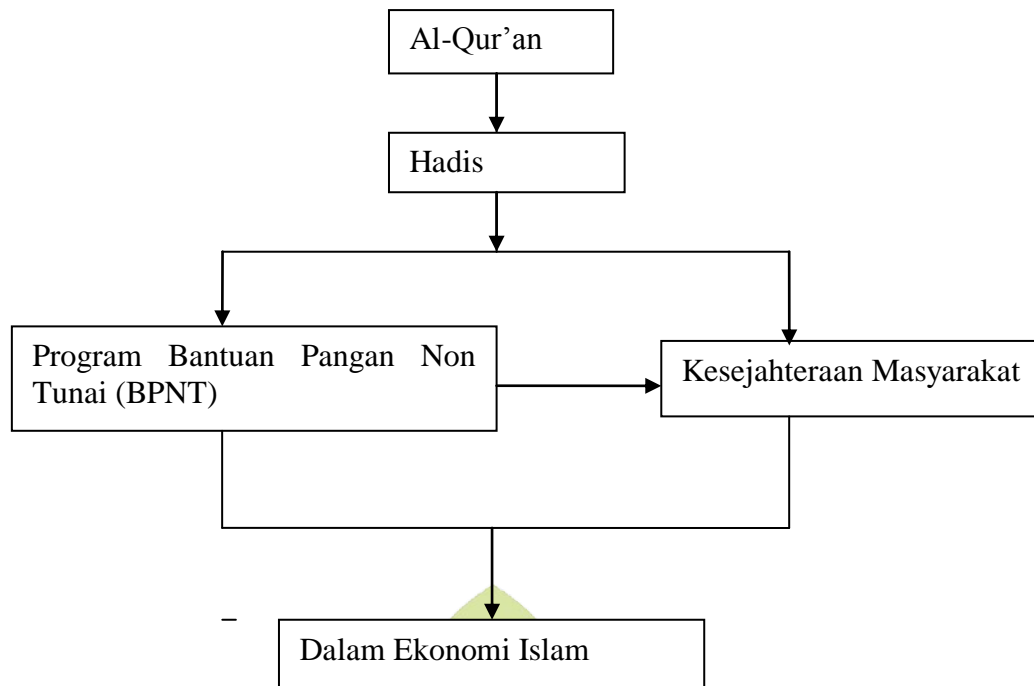 Al-Qur’an
Hadis
Program Bantuan Pangan Non
Tunai (BPNT)
Kesejahteraan Masyarakat
Dalam Ekonomi Islam